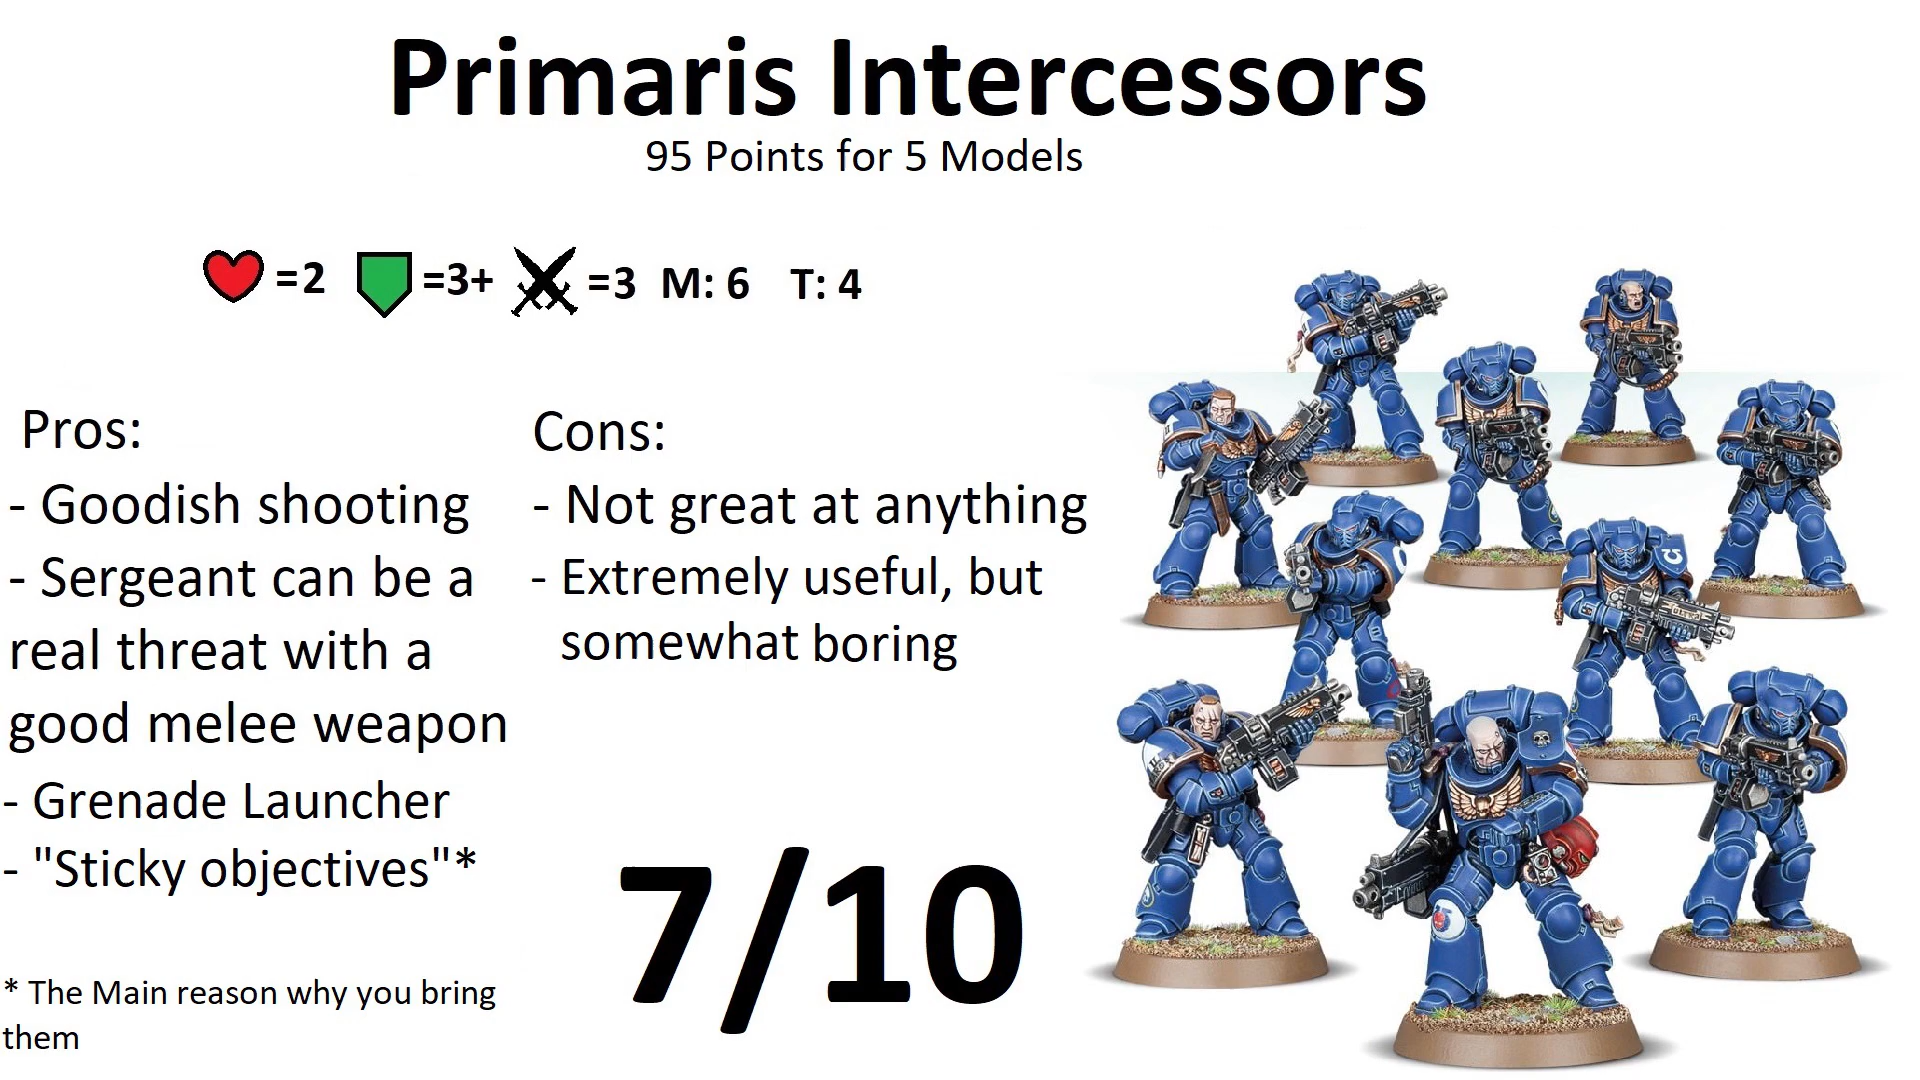 Primaris Intercessors
95 Points for 5 Models
=2 =3+ =3 M: 6 T: 4
Pros:
- Goodish shooting
- Sergeant can be a
real threat with a
good melee weapon
- Grenade Launcher
- "Sticky objectives"*
* The Main reason why you bring
them
Cons:
- Not great at anything
- Extremely useful, but
somewhat boring
7/10